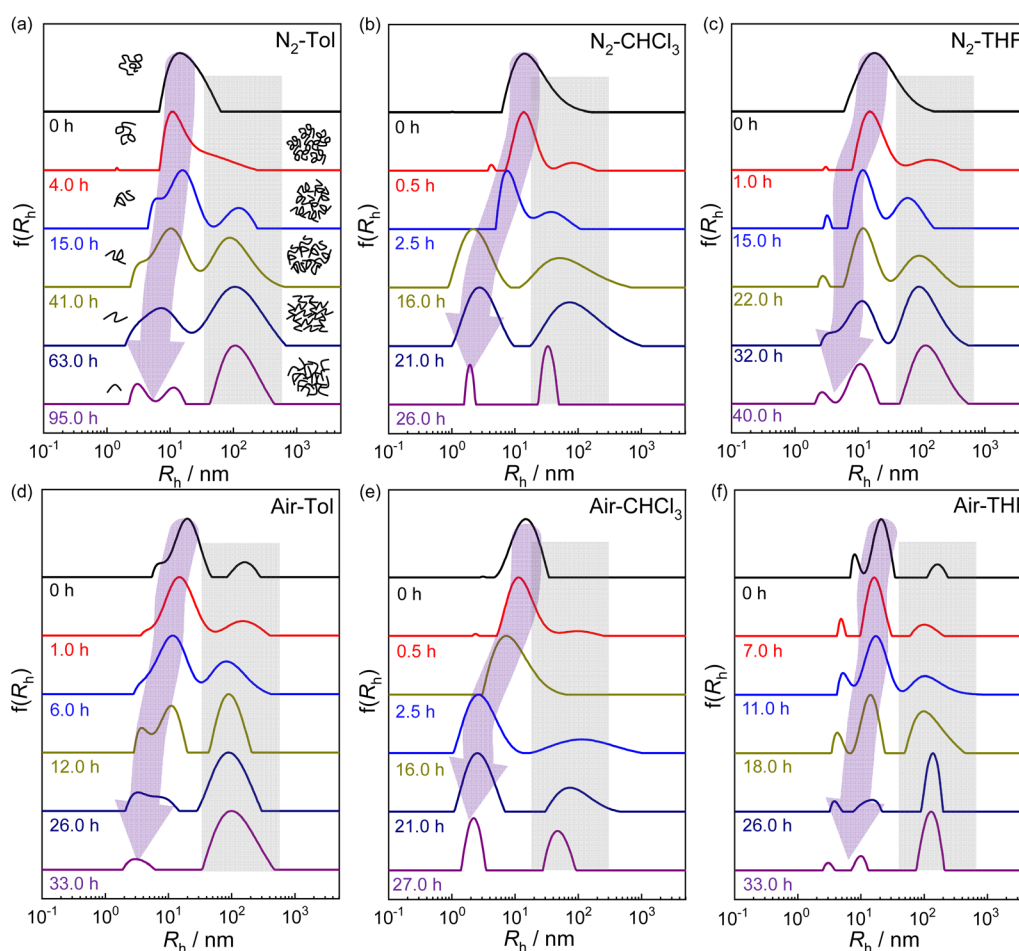 (a)
N₂-Tol
0 h
4.0 h
15.0 h
41.0 h
63.0 h
95.0 h
f(Rₕ)
10⁻¹ 10⁰ 10¹ 10² 10³
Rₕ / nm
(b)
N₂-CHCl₃
0 h
0.5 h
2.5 h
16.0 h
21.0 h
26.0 h
10⁻¹ 10⁰ 10¹ 10² 10³
Rₕ / nm
(c)
N₂-THF
0 h
1.0 h
15.0 h
22.0 h
32.0 h
40.0 h
f(Rₕ)
10⁻¹ 10⁰ 10¹ 10² 10³
Rₕ / nm
(d)
Air-Tol
0 h
1.0 h
6.0 h
12.0 h
26.0 h
33.0 h
f(Rₕ)
10⁻¹ 10⁰ 10¹ 10² 10³
Rₕ / nm
(e)
Air-CHCl₃
0 h
0.5 h
2.5 h
16.0 h
21.0 h
27.0 h
f(Rₕ)
10⁻¹ 10⁰ 10¹ 10² 10³
Rₕ / nm
(f)
Air-THF
0 h
7.0 h
11.0 h
18.0 h
26.0 h
33.0 h
f(Rₕ)
10⁻¹ 10⁰ 10¹ 10² 10³
Rₕ / nm